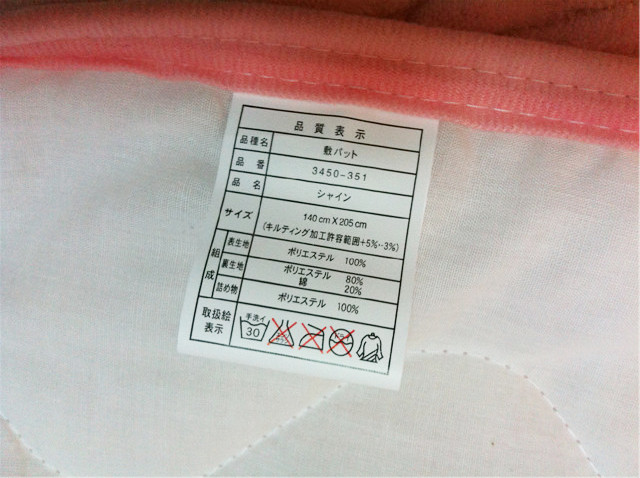 品質表示
品種名 敷パット
品番 3450-351
品名 シャイン
サイズ 140cmX205cm
(キルティング加工許容範囲+5%--3%)
組成
表生地 ポリエステル 100%
裏生地 ポリエステル 80%
綿 20%
詰め物 ポリエステル 100%
取扱絵
表示
手洗イ
30